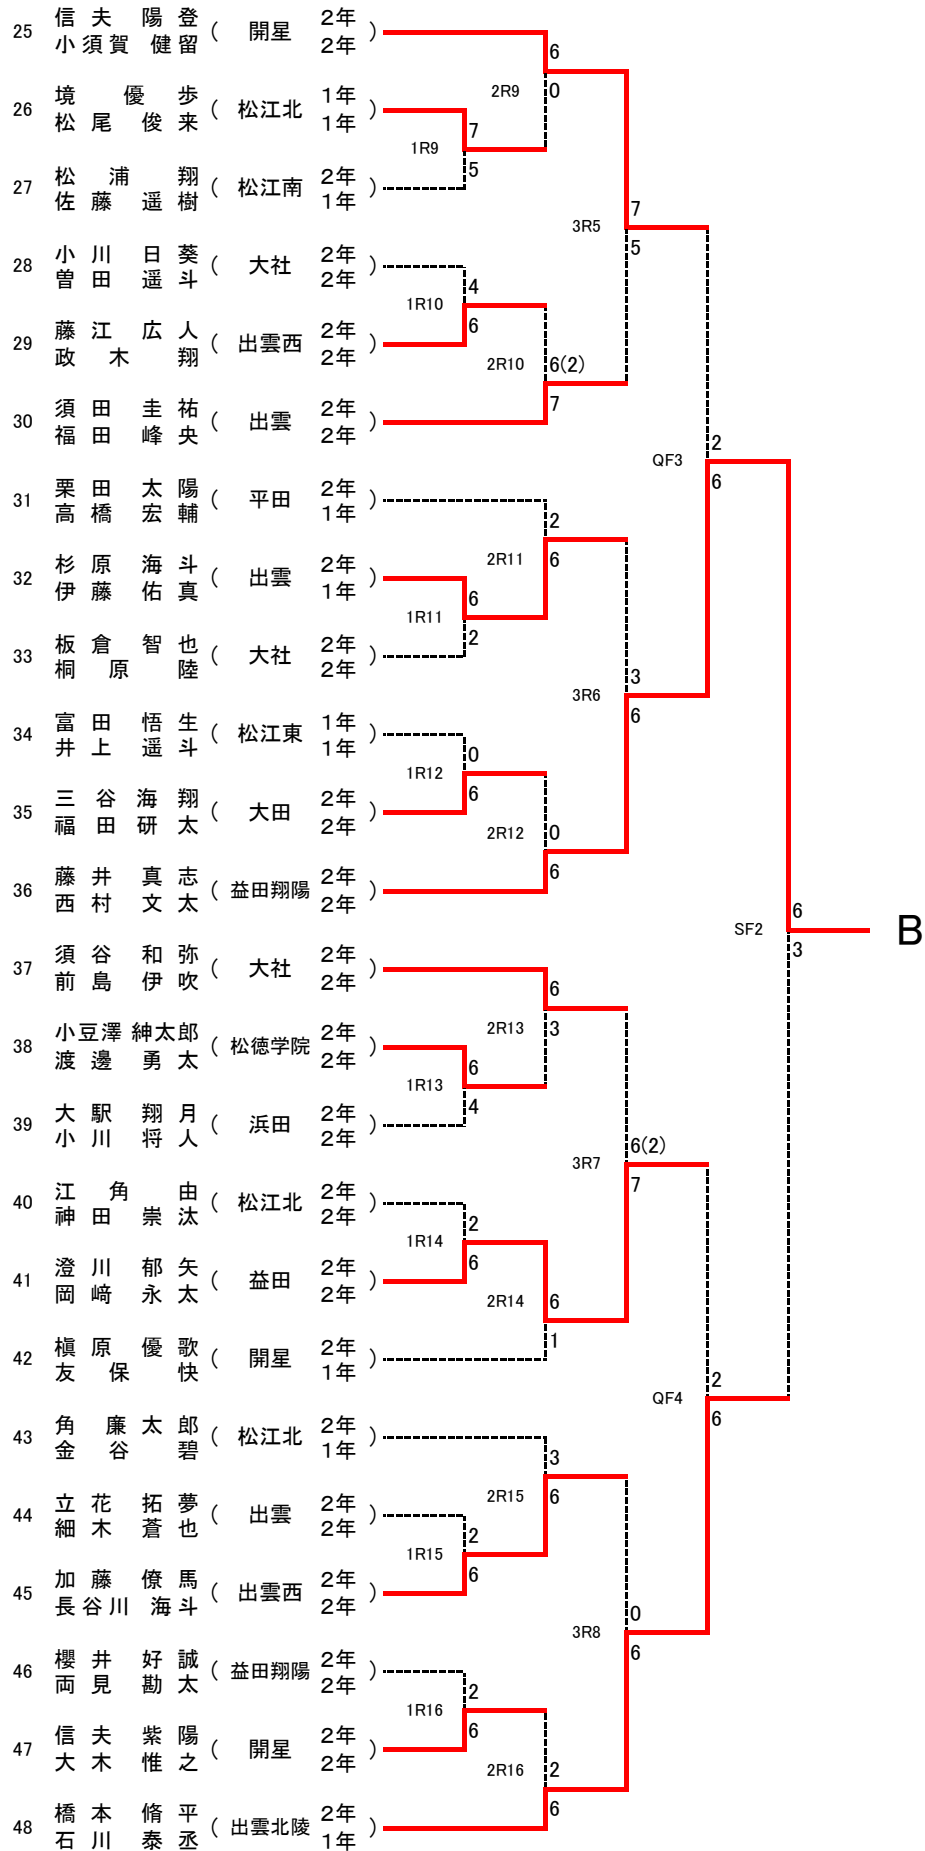 25 信夫 陽登 小須賀 健留 ( 開星 2年 2年 )
6
2R9 0
26 境 優歩 松尾 俊来 ( 松江北 1年 1年 )
7
1R9 5
27 松浦 翔 佐藤 遥樹 ( 松江南 2年 1年 )
7
3R5 5
28 小川 日葵 曽田 遥斗 ( 大社 2年 2年 )
4
1R10 6
29 藤江 広人 政木 翔 ( 出雲西 2年 2年 )
2R10 6(2)
7
30 須田 圭祐 福田 峰央 ( 出雲 2年 2年 )
2
QF3 6
31 栗田 太陽 高橋 宏輔 ( 平田 2年 1年 )
2
2R11 6
32 杉原 海斗 伊藤 佑真 ( 出雲 2年 1年 )
6
1R11 2
33 板倉 智也 桐原 陸 ( 大社 2年 2年 )
3
3R6 6
34 富田 悟生 井上 遥斗 ( 松江東 1年 1年 )
0
1R12 6
35 三谷 海翔 福田 研太 ( 大田 2年 2年 )
2R12 0
6
36 藤井 真志 西村 文太 ( 益田翔陽 2年 2年 )
6
SF2 3
B
37 須谷 和弥 前島 伊吹 ( 大社 2年 2年 )
6
2R13 3
38 小豆澤 紳太郎 渡邊 勇太 ( 松徳学院 2年 2年 )
6
1R13 4
39 大駅 翔月 小川 将人 ( 浜田 2年 2年 )
6(2)
3R7 7
40 江角 由 神田 崇汰 ( 松江北 2年 2年 )
2
1R14 6
41 澄川 郁矢 岡﨑 永太 ( 益田 2年 2年 )
2R14 6
1
42 槇原 優歌 友保 快 ( 開星 2年 1年 )
2
QF4 6
43 角 廉太郎 金谷 碧 ( 松江北 2年 1年 )
3
2R15 6
44 立花 拓夢 細木 蒼也 ( 出雲 2年 2年 )
2
1R15 6
45 加藤 僚馬 長谷川 海斗 ( 出雲西 2年 2年 )
0
3R8 6
46 櫻井 好誠 両見 勘太 ( 益田翔陽 2年 2年 )
2
1R16 6
47 信夫 紫陽 大木 惟之 ( 開星 2年 2年 )
2R16 2
6
48 橋本 脩平 石川 泰丞 ( 出雲北陵 2年 1年 )